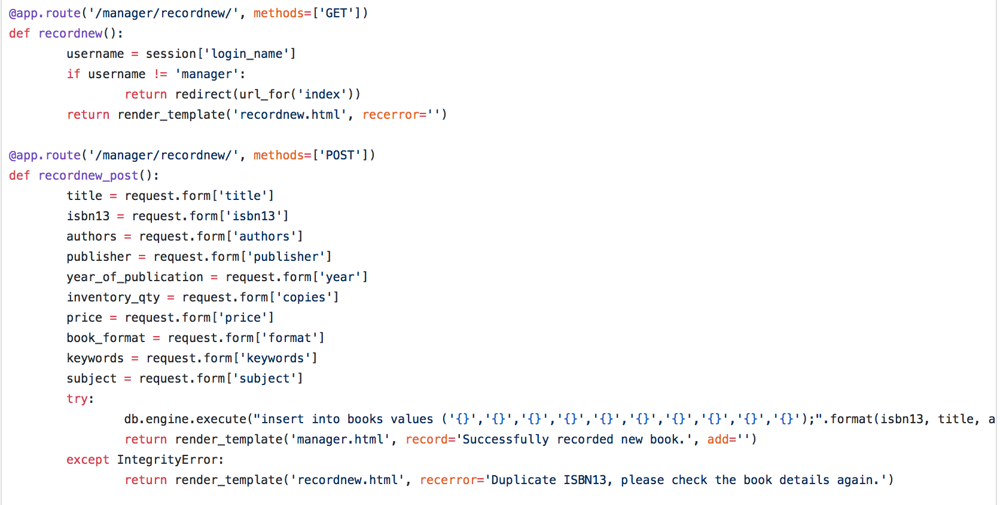 @app.route('/manager/recordnew/', methods=['GET'])
def recordnew():
        username = session['login_name']
        if username != 'manager':
                return redirect(url_for('index'))
        return render_template('recordnew.html', recerror='')

@app.route('/manager/recordnew/', methods=['POST'])
def recordnew_post():
        title = request.form['title']
        isbn13 = request.form['isbn13']
        authors = request.form['authors']
        publisher = request.form['publisher']
        year_of_publication = request.form['year']
        inventory_qty = request.form['copies']
        price = request.form['price']
        book_format = request.form['format']
        keywords = request.form['keywords']
        subject = request.form['subject']
        try:
                db.engine.execute("insert into books values ('{}','{}','{}','{}','{}','{}','{}','{}','{}','{}');".format(isbn13, title, a
                return render_template('manager.html', record='Successfully recorded new book.', add='')
        except IntegrityError:
                return render_template('recordnew.html', recerror='Duplicate ISBN13, please check the book details again.')